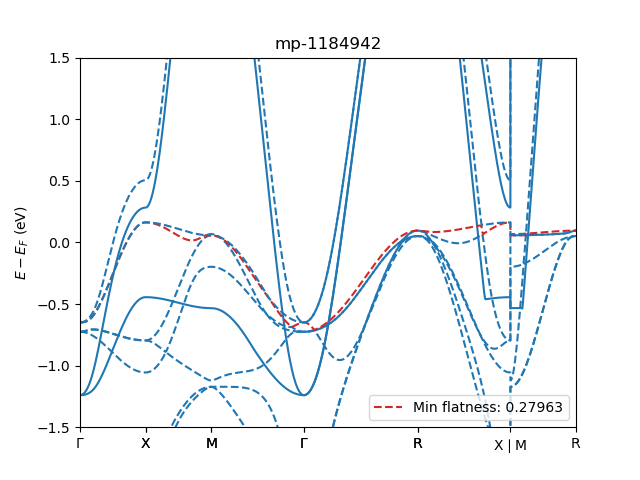 mp-1184942
E − E_F (eV)
1.5
1.0
0.5
0.0
−0.5
−1.0
−1.5
Min flatness: 0.27963
Γ X M Γ R X | M R